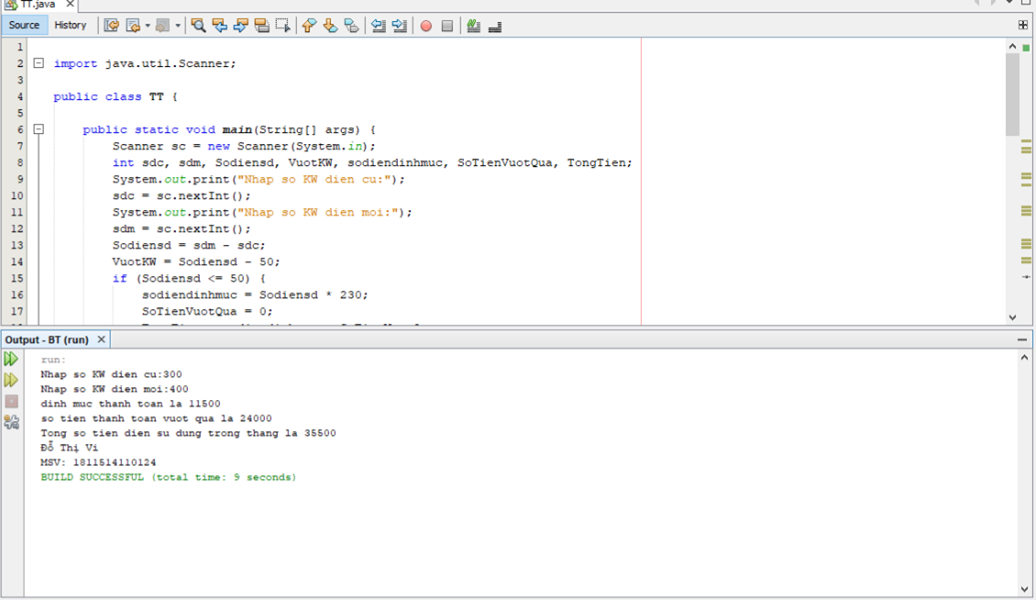 TT.java
Source History
1
2 import java.util.Scanner;
3
4 public class TT {
5
6 public static void main(String[] args) {
7 Scanner sc = new Scanner(System.in);
8 int sdc, sdm, Sodiensd, VuotKW, sodiendinhmuc, SoTienVuotQua, TongTien;
9 System.out.print("Nhap so KW dien cu:");
10 sdc = sc.nextInt();
11 System.out.print("Nhap so KW dien moi:");
12 sdm = sc.nextInt();
13 Sodiensd = sdm - sdc;
14 VuotKW = Sodiensd - 50;
15 if (Sodiensd <= 50) {
16 sodiendinhmuc = Sodiensd * 230;
17 SoTienVuotQua = 0;
Output - BT (run)
run:
Nhap so KW dien cu:300
Nhap so KW dien moi:400
dinh muc thanh toan la 11500
so tien thanh toan vuot qua la 24000
Tong so tien dien su dung trong thang la 35500
Đỗ Thị Vi
MSV: 1811514110124
BUILD SUCCESSFUL (total time: 9 seconds)